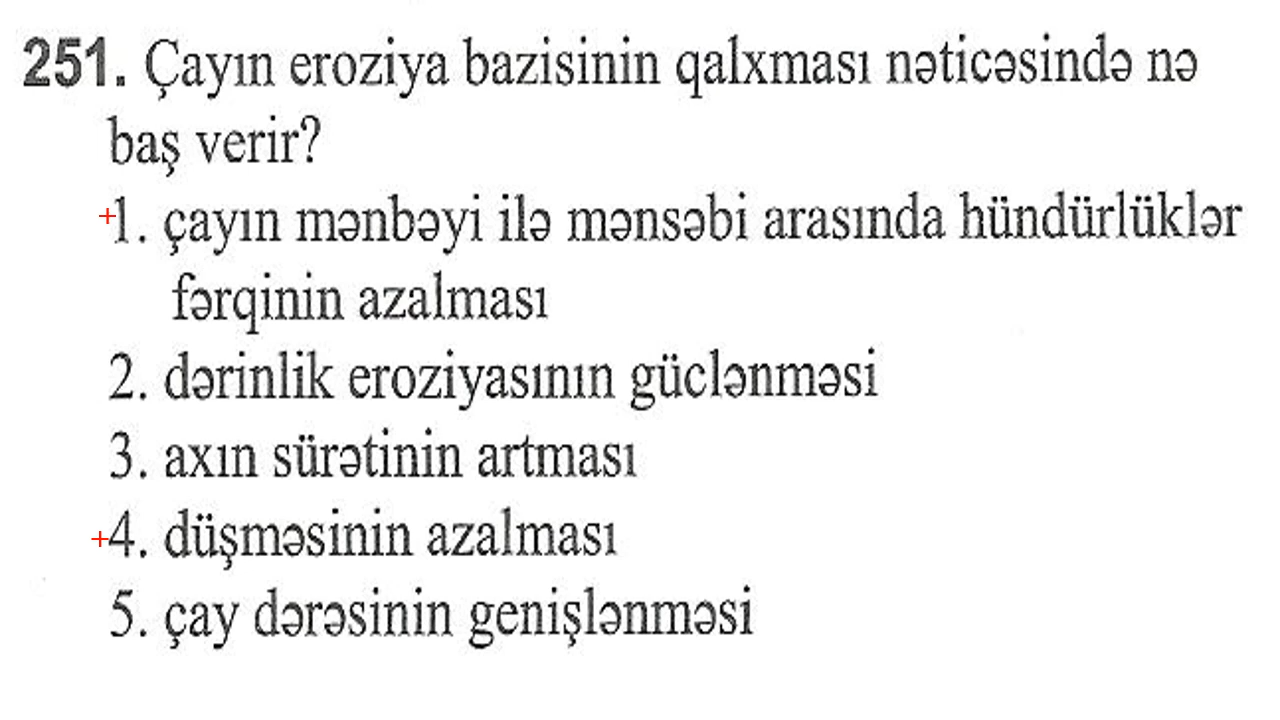 251. Çayın eroziya bazisinin qalxması nəticəsində nə
baş verir?
+1. çayın mənbəyi ilə mənsəbi arasında hündürlüklər
fərqinin azalması
2. dərinlik eroziyasının güclənməsi
3. axın sürətinin artması
+4. düşməsinin azalması
5. çay dərəsinin genişlənməsi